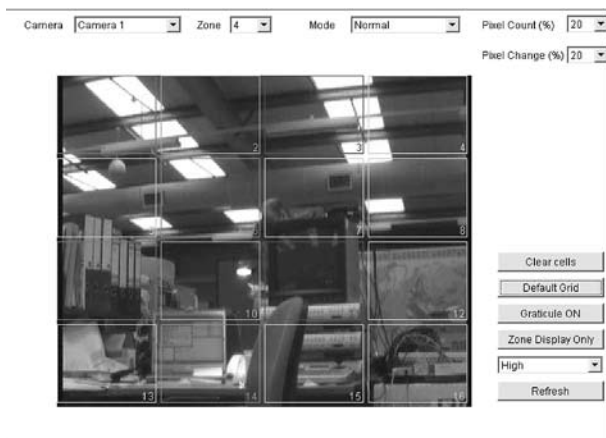 Camera Camera 1 Zone 4 Mode Normal Pixel Count (%) 20
Pixel Change (%) 20
2 3 4
7 8
10 12
13 14 15 16
Clear cells
Default Grid
Graticule ON
Zone Display Only
High
Refresh